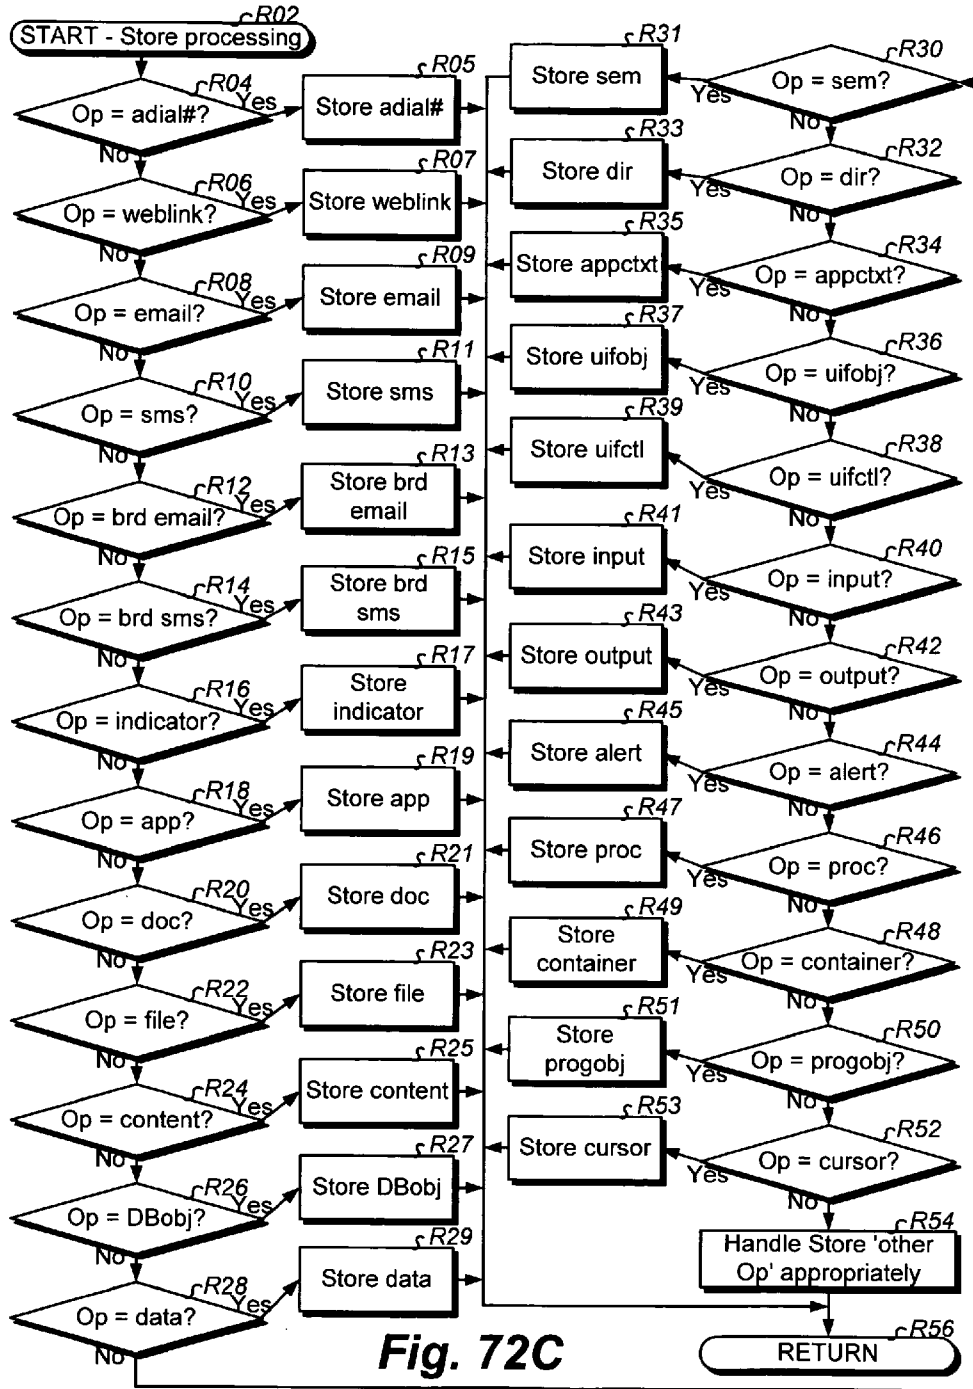 R02
START - Store processing
R04
Op = adial#?
Yes
No
R05
Store adial#
R06
Op = weblink?
Yes
No
R07
Store weblink
R08
Op = email?
Yes
No
R09
Store email
R10
Op = sms?
Yes
No
R11
Store sms
R12
Op = brd email?
Yes
No
R13
Store brd
email
R14
Op = brd sms?
Yes
No
R15
Store brd
sms
R16
Op = indicator?
Yes
No
R17
Store
indicator
R18
Op = app?
Yes
No
R19
Store app
R20
Op = doc?
Yes
No
R21
Store doc
R22
Op = file?
Yes
No
R23
Store file
R24
Op = content?
Yes
No
R25
Store content
R26
Op = DBobj?
Yes
No
R27
Store DBobj
R28
Op = data?
Yes
No
R29
Store data
R30
Op = sem?
Yes
No
R31
Store sem
R32
Op = dir?
Yes
No
R33
Store dir
R34
Op = appctxt?
Yes
No
R35
Store appctxt
R36
Op = uifobj?
Yes
No
R37
Store uifobj
R38
Op = uifctl?
Yes
No
R39
Store uifctl
R40
Op = input?
Yes
No
R41
Store input
R42
Op = output?
Yes
No
R43
Store output
R44
Op = alert?
Yes
No
R45
Store alert
R46
Op = proc?
Yes
No
R47
Store proc
R48
Op = container?
Yes
No
R49
Store
container
R50
Op = progobj?
Yes
No
R51
Store
progobj
R52
Op = cursor?
Yes
No
R53
Store cursor
R54
Handle Store 'other
Op' appropriately
R56
RETURN
Fig. 72C